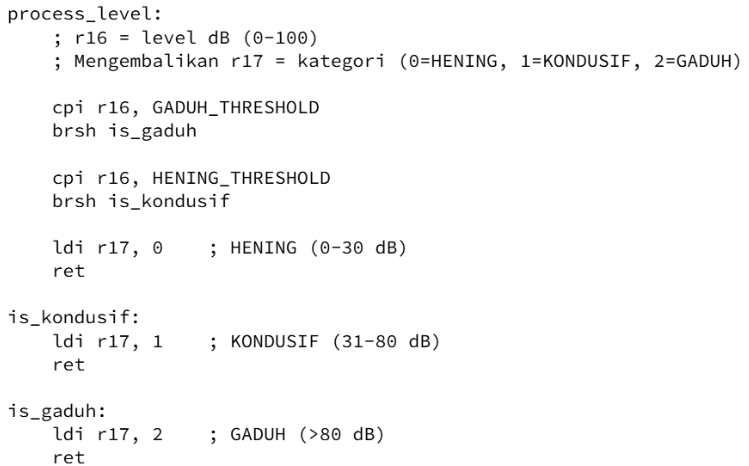 process_level:
    ; r16 = level dB (0-100)
    ; Mengembalikan r17 = kategori (0=HENING, 1=KONDUSIF, 2=GADUH)

    cpi r16, GADUH_THRESHOLD
    brsh is_gaduh

    cpi r16, HENING_THRESHOLD
    brsh is_kondusif

    ldi r17, 0    ; HENING (0-30 dB)
    ret

is_kondusif:
    ldi r17, 1    ; KONDUSIF (31-80 dB)
    ret

is_gaduh:
    ldi r17, 2    ; GADUH (>80 dB)
    ret